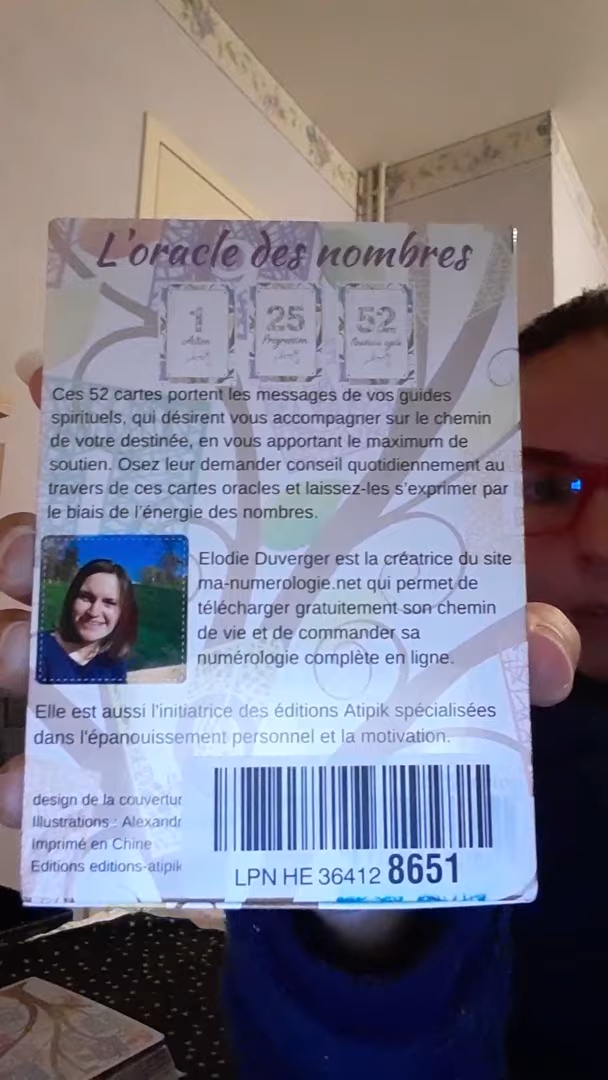 L'oracle des nombres
1 25 52
Action Progression
Ces 52 cartes portent les messages de vos guides
spirituels, qui désirent vous accompagner sur le chemin
de votre destinée, en vous apportant le maximum de
soutien. Osez leur demander conseil quotidiennement au
travers de ces cartes oracles et laissez-les s'exprimer par
le biais de l'énergie des nombres.
Elodie Duverger est la créatrice du site
ma-numerologie.net qui permet de
télécharger gratuitement son chemin
de vie et de commander sa
numérologie complète en ligne.
Elle est aussi l'initiatrice des éditions Atipik spécialisées
dans l'épanouissement personnel et la motivation.
design de la couvertur
Illustrations : Alexandr
Imprimé en Chine
Editions editions-atipik
LPN HE 36412 8651